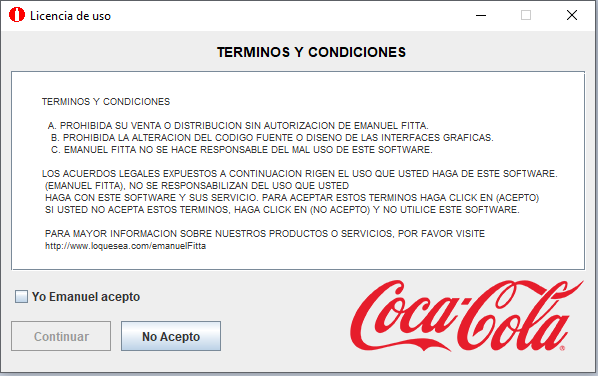 Licencia de uso
TERMINOS Y CONDICIONES
TERMINOS Y CONDICIONES
A. PROHIBIDA SU VENTA O DISTRIBUCION SIN AUTORIZACION DE EMANUEL FITTA.
B. PROHIBIDA LA ALTERACION DEL CODIGO FUENTE O DISENO DE LAS INTERFACES GRAFICAS.
C. EMANUEL FITTA NO SE HACE RESPONSABLE DEL MAL USO DE ESTE SOFTWARE.
LOS ACUERDOS LEGALES EXPUESTOS A CONTINUACION RIGEN EL USO QUE USTED HAGA DE ESTE SOFTWARE.
(EMANUEL FITTA), NO SE RESPONSABILIZAN DEL USO QUE USTED
HAGA CON ESTE SOFTWARE Y SUS SERVICIO. PARA ACEPTAR ESTOS TERMINOS HAGA CLICK EN (ACEPTO)
SI USTED NO ACEPTA ESTOS TERMINOS, HAGA CLICK EN (NO ACEPTO) Y NO UTILICE ESTE SOFTWARE.
PARA MAYOR INFORMACION SOBRE NUESTROS PRODUCTOS O SERVICIOS, POR FAVOR VISITE
http://www.loquesea.com/emanuelFitta
Yo Emanuel acepto
Continuar
No Acepto
Coca-Cola®